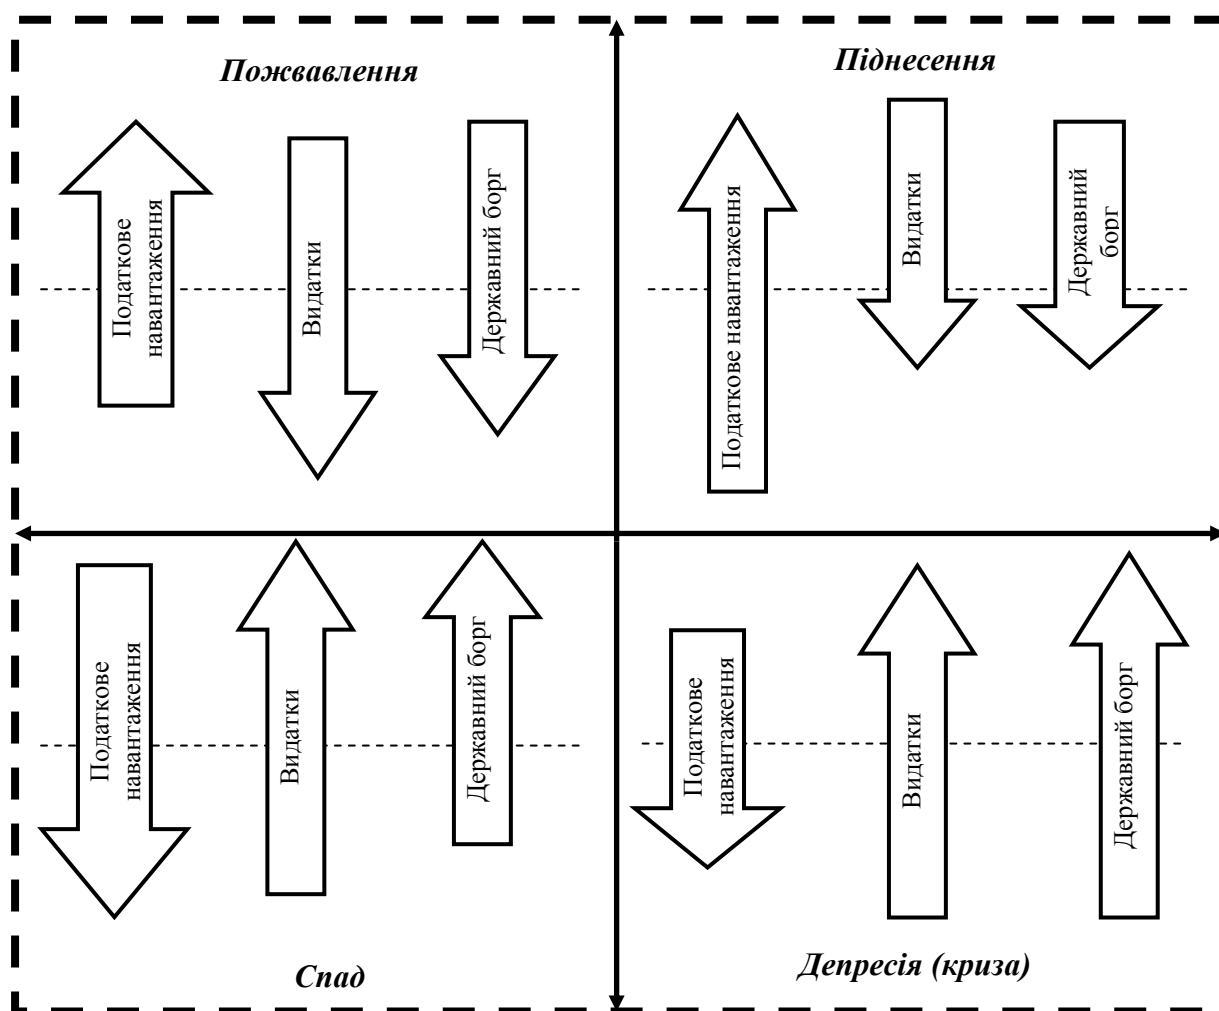 Пожвавлення
Податкове
навантаження
Видатки
Державний борг
Піднесення
Податкове навантаження
Видатки
Державний
борг
Податкове
навантаження
Видатки
Державний борг
Спад
Податкове
навантаження
Видатки
Державний борг
Депресія (криза)